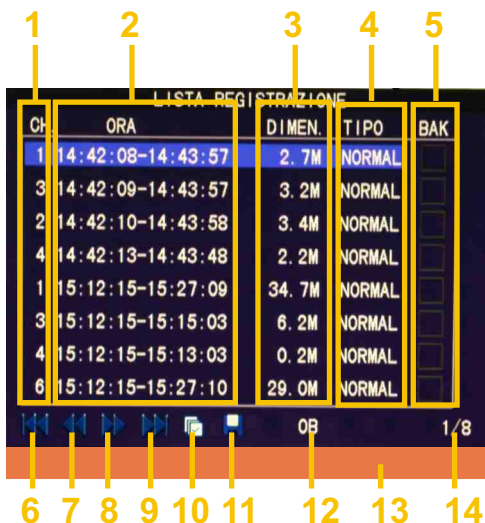 1 2 3 4 5
LISTA REGISTRAZIONE
CH. ORA DIMEN. TIPO BAK
1 14:42:08-14:43:57 2.7M NORMAL
3 14:42:09-14:43:57 3.2M NORMAL
2 14:42:10-14:43:58 3.4M NORMAL
4 14:42:13-14:43:48 2.2M NORMAL
1 15:12:15-15:27:09 34.7M NORMAL
3 15:12:15-15:15:03 6.2M NORMAL
4 15:12:15-15:13:03 0.2M NORMAL
6 15:12:15-15:27:10 29.0M NORMAL
0B 1/8
6 7 8 9 10 11 12 13 14